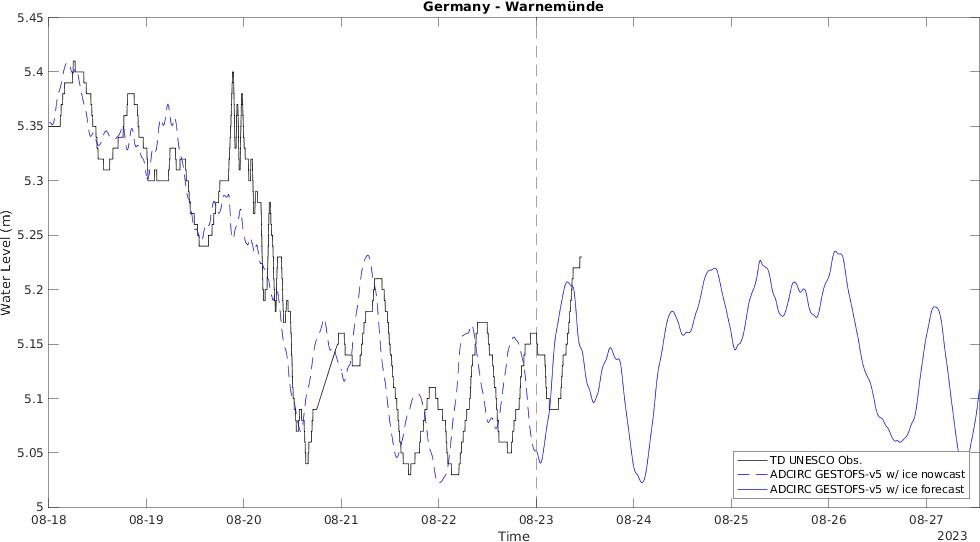 Germany - Warnemünde
Water Level (m)
5.45
5.4
5.35
5.3
5.25
5.2
5.15
5.1
5.05
5
08-18 08-19 08-20 08-21 08-22 08-23 08-24 08-25 08-26 08-27
Time
2023
TD UNESCO Obs.
ADCIRC GESTOFS-v5 w/ ice nowcast
ADCIRC GESTOFS-v5 w/ ice forecast